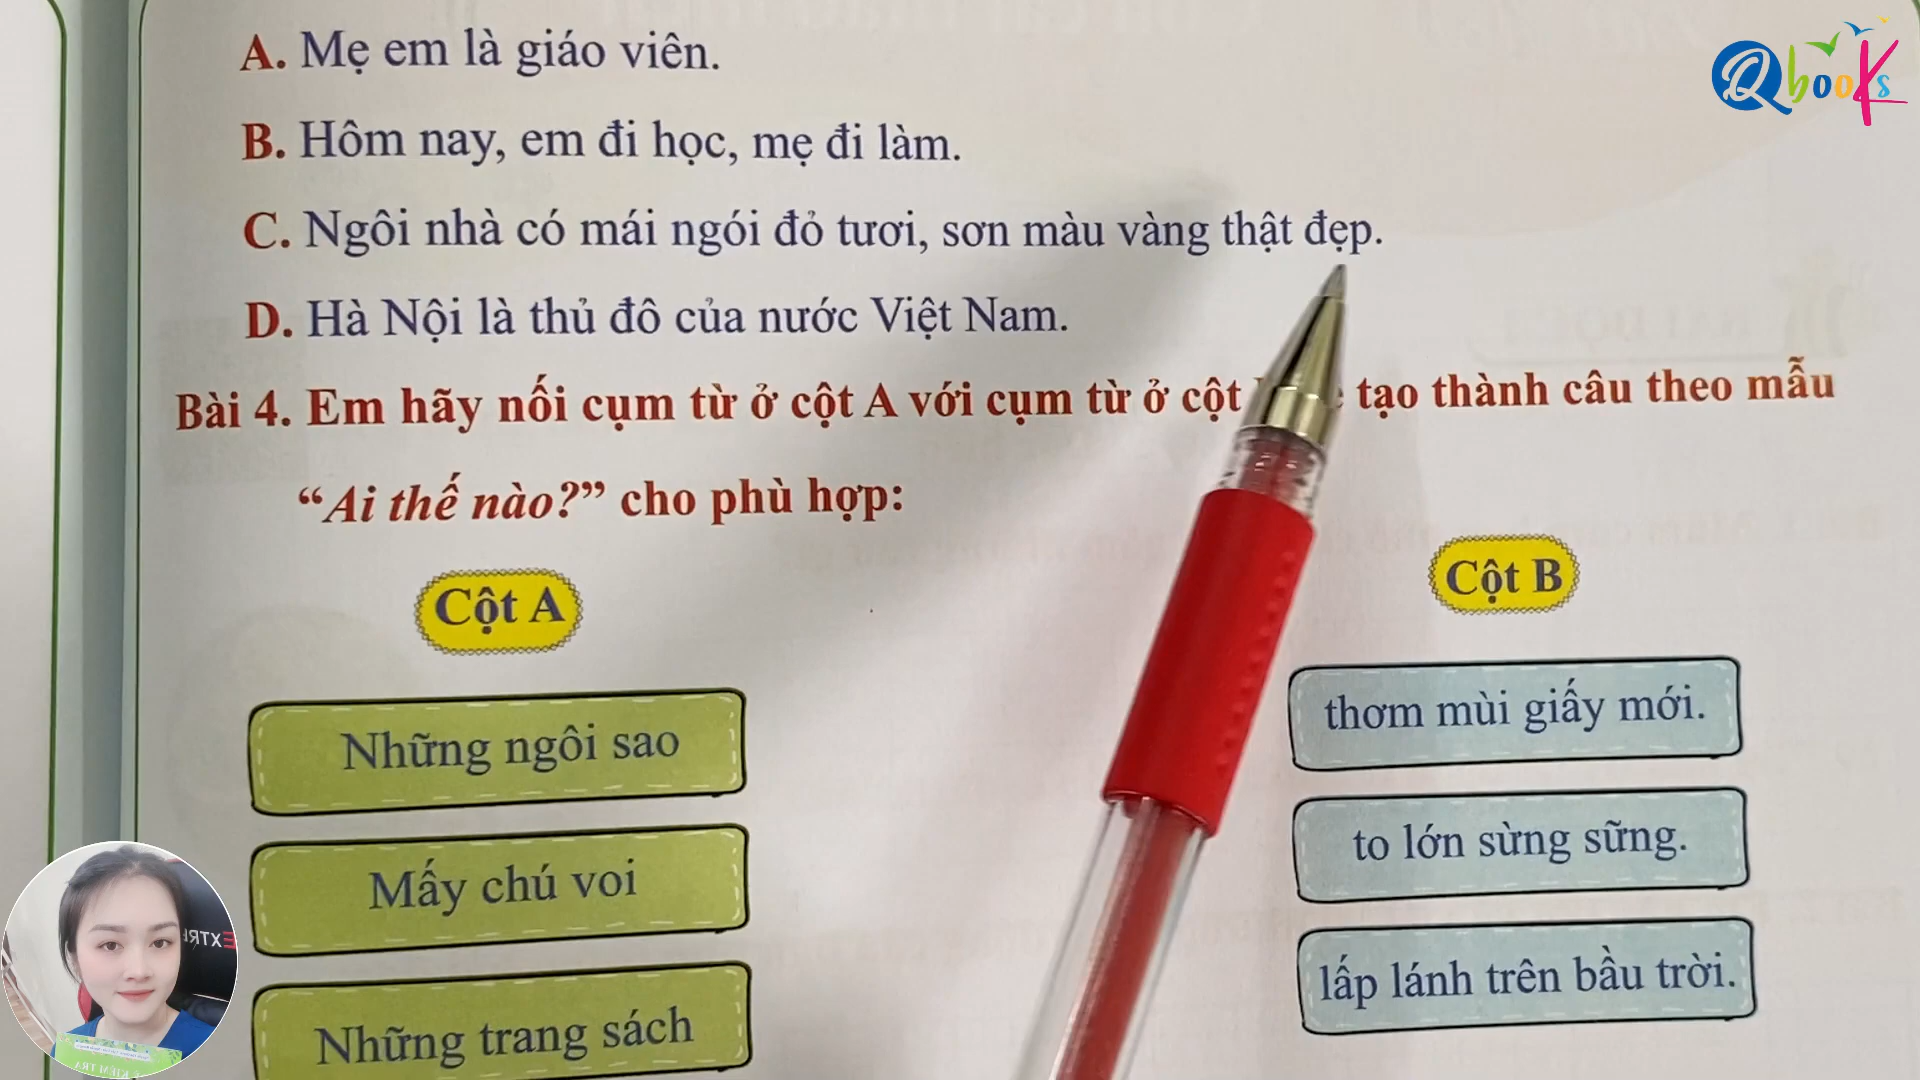 A. Mẹ em là giáo viên.
B. Hôm nay, em đi học, mẹ đi làm.
C. Ngôi nhà có mái ngói đỏ tươi, sơn màu vàng thật đẹp.
D. Hà Nội là thủ đô của nước Việt Nam.
Bài 4. Em hãy nối cụm từ ở cột A với cụm từ ở cột tạo thành câu theo mẫu
“Ai thế nào?” cho phù hợp:
Cột A
Cột B
Những ngôi sao
thơm mùi giấy mới.
Mấy chú voi
to lớn sừng sững.
Những trang sách
lấp lánh trên bầu trời.
Qbooks